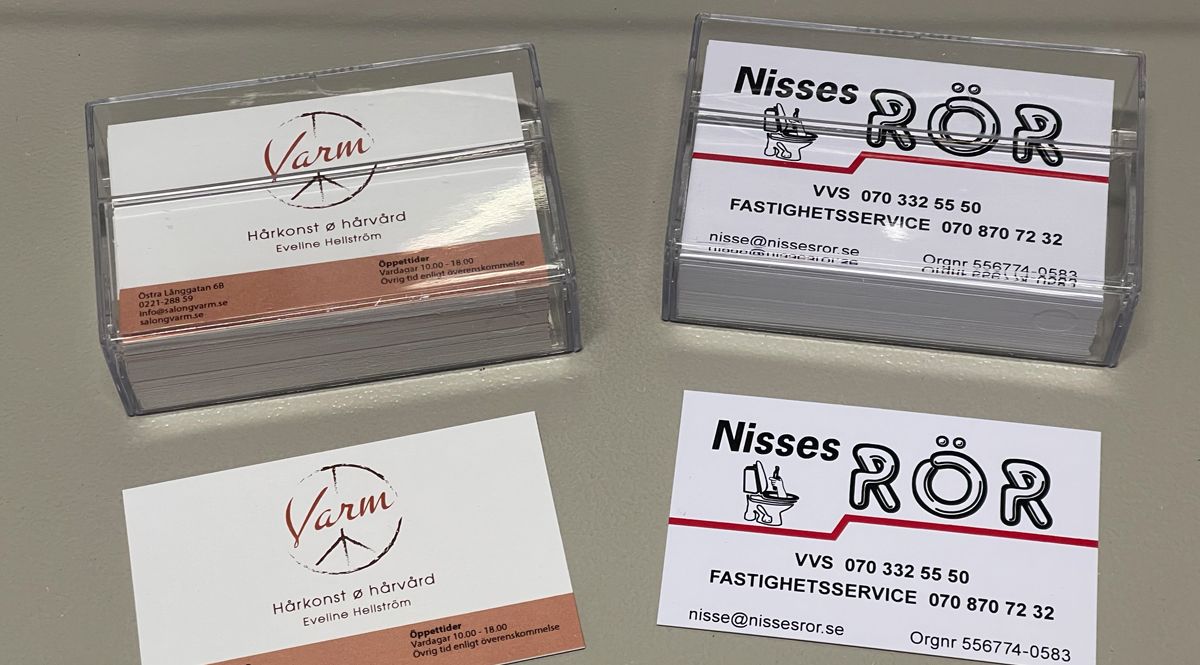 Varm
Hårkonst ø hårvård
Eveline Hellström
Öppettider
Vardagar 10.00 - 18.00
Övrig tid enligt överenskommelse
Östra Långgatan 6B
0221-288 59
info@salongvarm.se
salongvarm.se
Nisses RÖR
VVS 070 332 55 50
FASTIGHETSSERVICE 070 870 72 32
nisse@nissesror.se
Orgnr 556774-0583
Varm
Hårkonst ø hårvård
Eveline Hellström
Öppettider
Vardagar 10.00 - 18.00
Övrig tid enligt överenskommelse
Nisses RÖR
VVS 070 332 55 50
FASTIGHETSSERVICE 070 870 72 32
nisse@nissesror.se
Orgnr 556774-0583